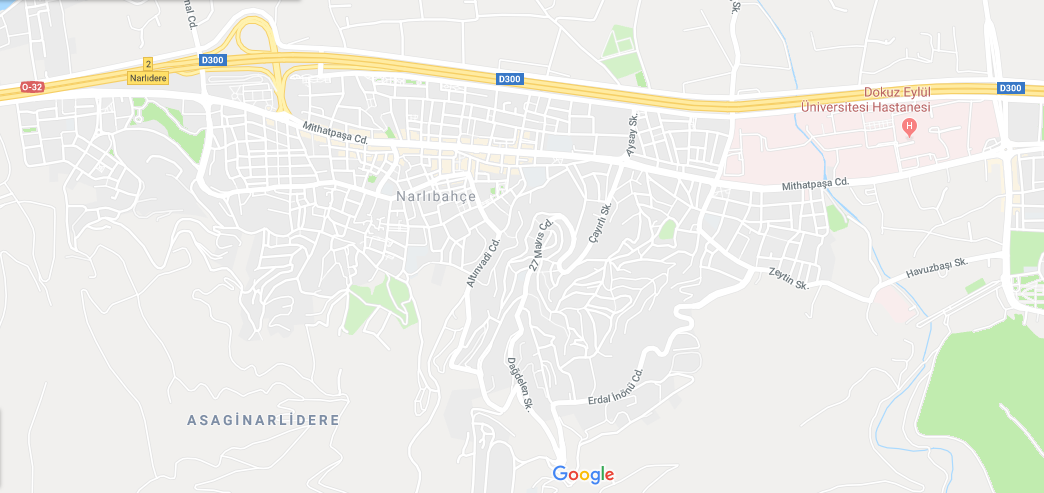 mal Cd.
Sk.
D300
2
Narlıdere
D300
O-32
D300
Dokuz Eylül
Üniversitesi Hastanesi
H
Mithatpaşa Cd.
Aysay Sk.
Mithatpaşa Cd.
Narlıbahçe
Çayırlı Sk.
27 Mayıs Cd.
Altınvadi Cd.
Zeytin Sk.
Havuzbaşı Sk.
Dağdelen Sk.
Erdal İnönü Cd.
ASAGİNARLİDERE
Google